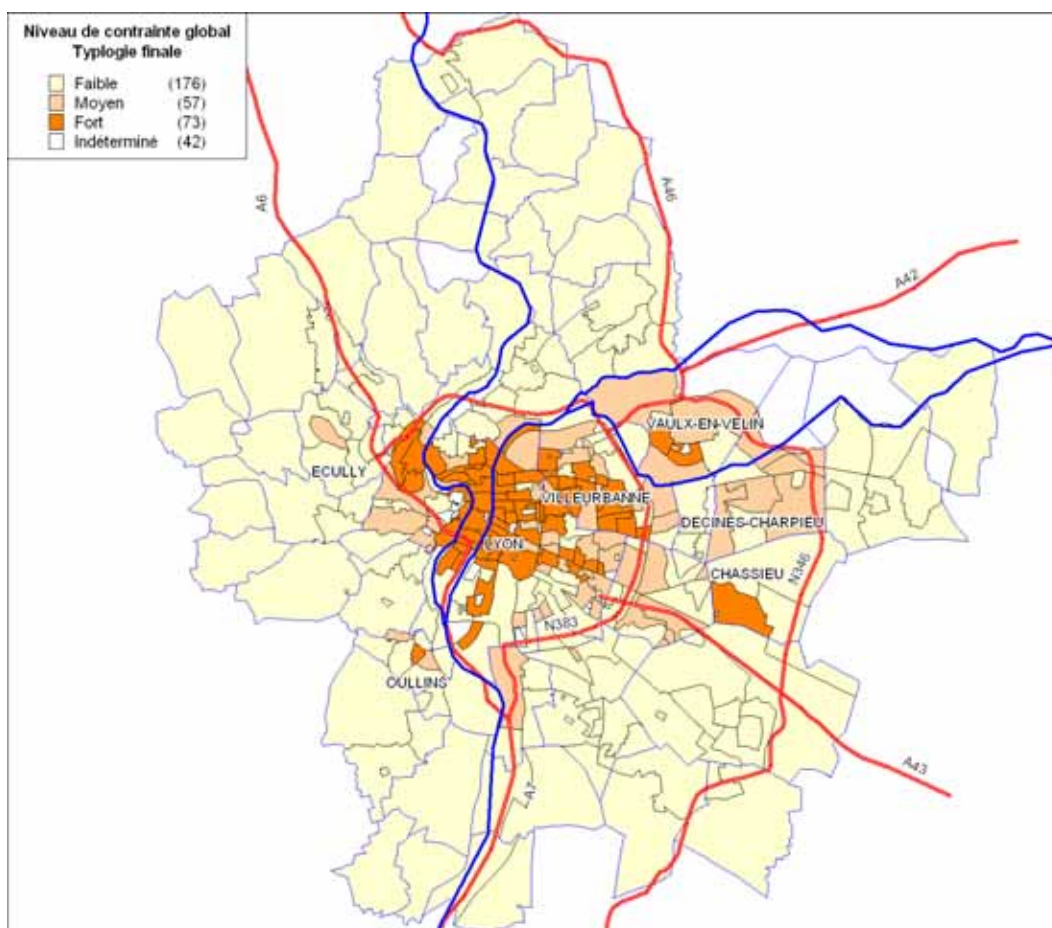 Niveau de contrainte global
Typlogie finale
Faible (176)
Moyen (57)
Fort (73)
Indéterminé (42)
A6
A46
A42
VAULX-EN-VELIN
ECULLY
VILLEURBANNE
DECINES-CHARPIEU
LYON
CHASSIEU
N346
N383
OULLINS
A43
A7